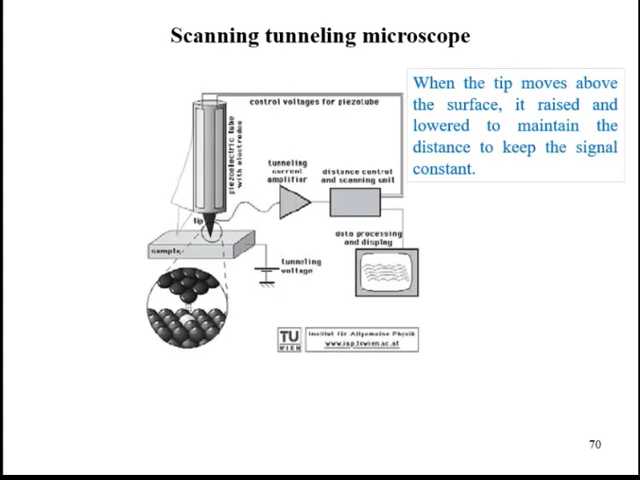 Scanning tunneling microscope
control voltages for piezotube
When the tip moves above
the surface, it raised and
lowered to maintain the
distance to keep the signal
constant.
piezoelectric tube
with electrodes
tunneling
current
amplifier
distance control
and scanning unit
tip
data processing
and display
sample
tunneling
voltage
TU
WIEN
Institut für Allgemeine Physik
www.iap.tuwien.ac.at
70